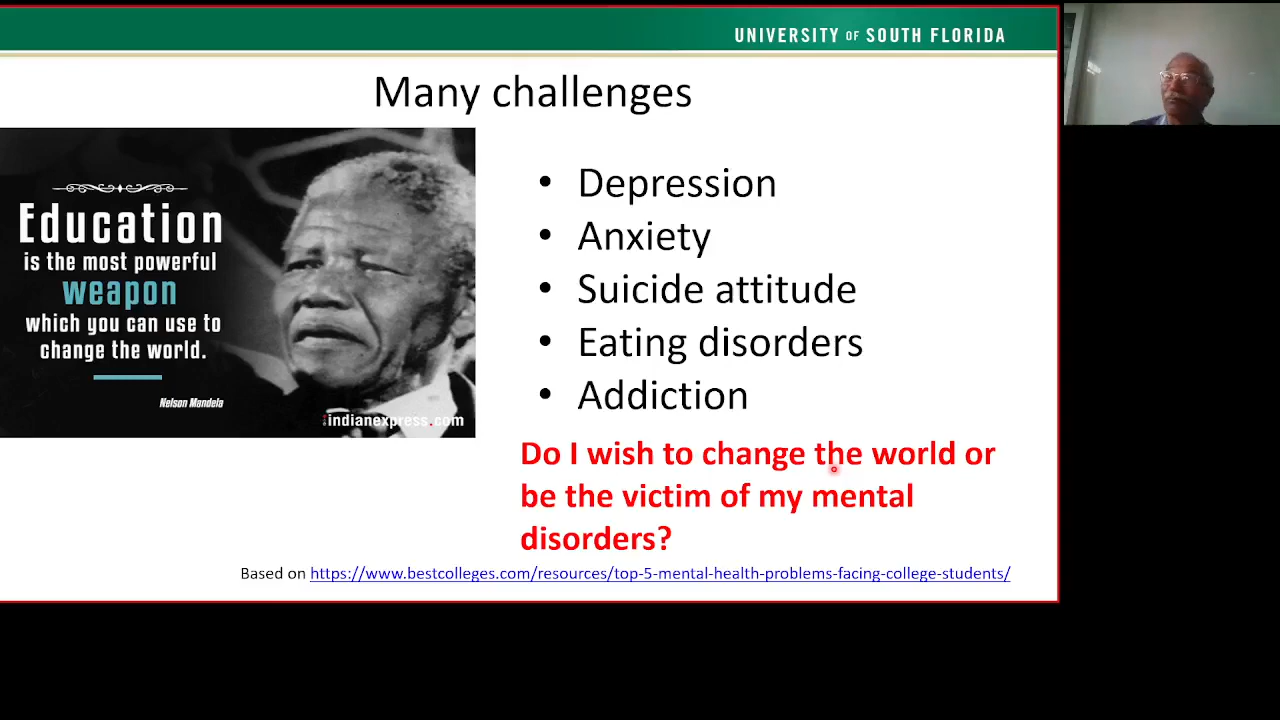 UNIVERSITY OF SOUTH FLORIDA
Many challenges
Education
is the most powerful
weapon
which you can use to
change the world.
Nelson Mandela
indianexpress.com
• Depression
• Anxiety
• Suicide attitude
• Eating disorders
• Addiction
Do I wish to change the world or
be the victim of my mental
disorders?
Based on https://www.bestcolleges.com/resources/top-5-mental-health-problems-facing-college-students/